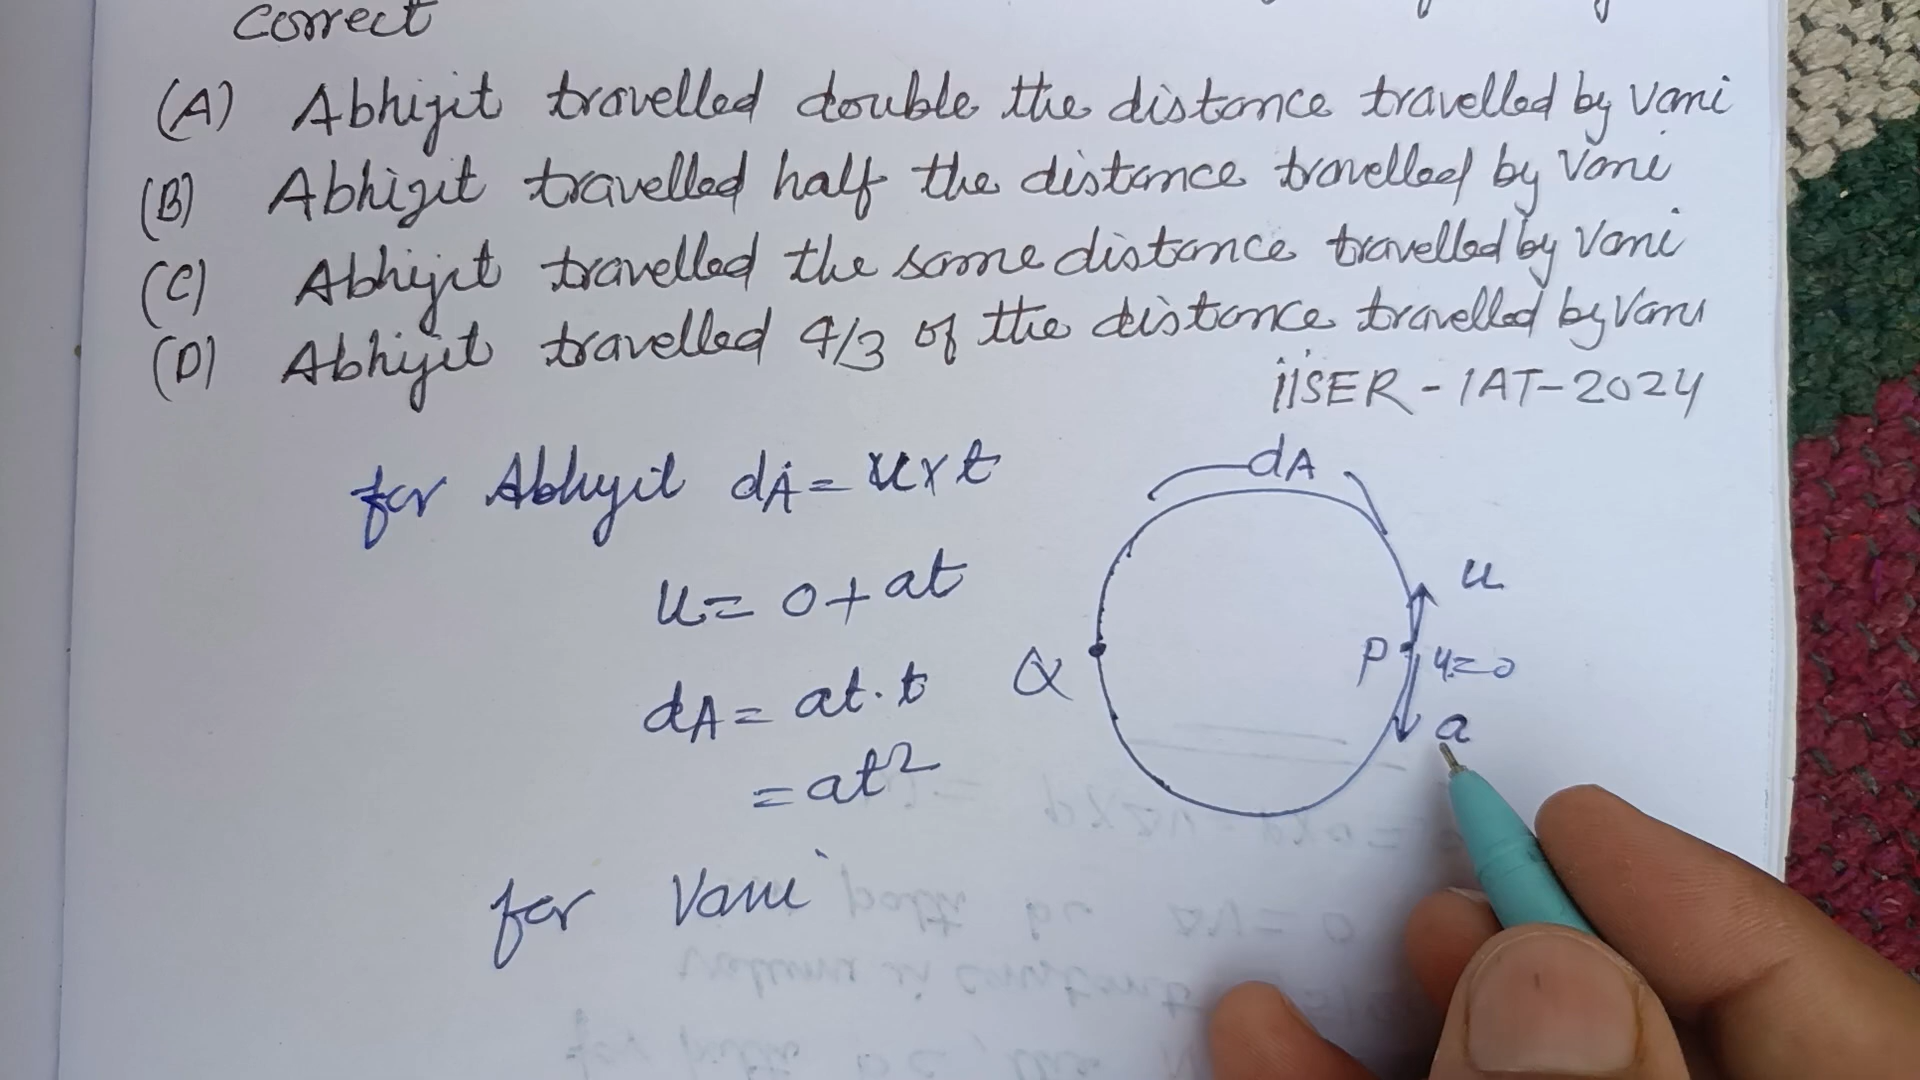 correct
(A) Abhijit travelled double the distance travelled by Vani
(B) Abhijit travelled half the distance travelled by Vani
(C) Abhijit travelled the same distance travelled by Vani
(D) Abhijit travelled 4/3 of the distance travelled by Vani
IISER - IAT - 2024
for Abhijit dA = u x t
u = 0 + at
dA = at . t
= at²
for Vani
dA
u
Q
P
u = 0
a